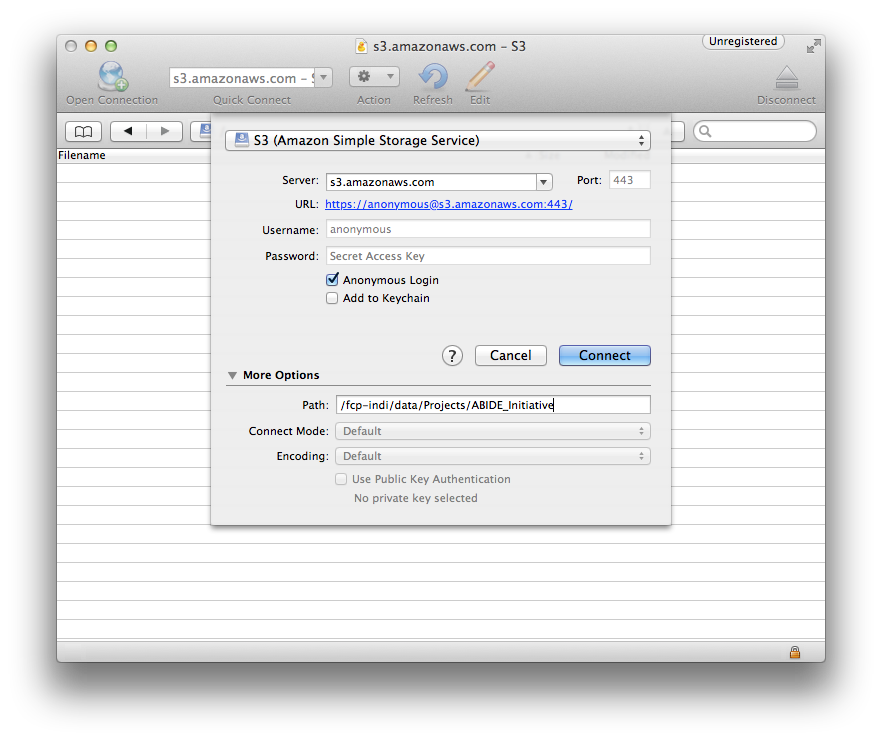 s3.amazonaws.com – S3
Unregistered
s3.amazonaws.com – S
Open Connection Quick Connect Action Refresh Edit Disconnect
S3 (Amazon Simple Storage Service)
Filename
Server: s3.amazonaws.com Port: 443
URL: https://anonymous@s3.amazonaws.com:443/
Username: anonymous
Password: Secret Access Key
Anonymous Login
Add to Keychain
? Cancel Connect
More Options
Path: /fcp-indi/data/Projects/ABIDE_Initiative
Connect Mode: Default
Encoding: Default
Use Public Key Authentication
No private key selected